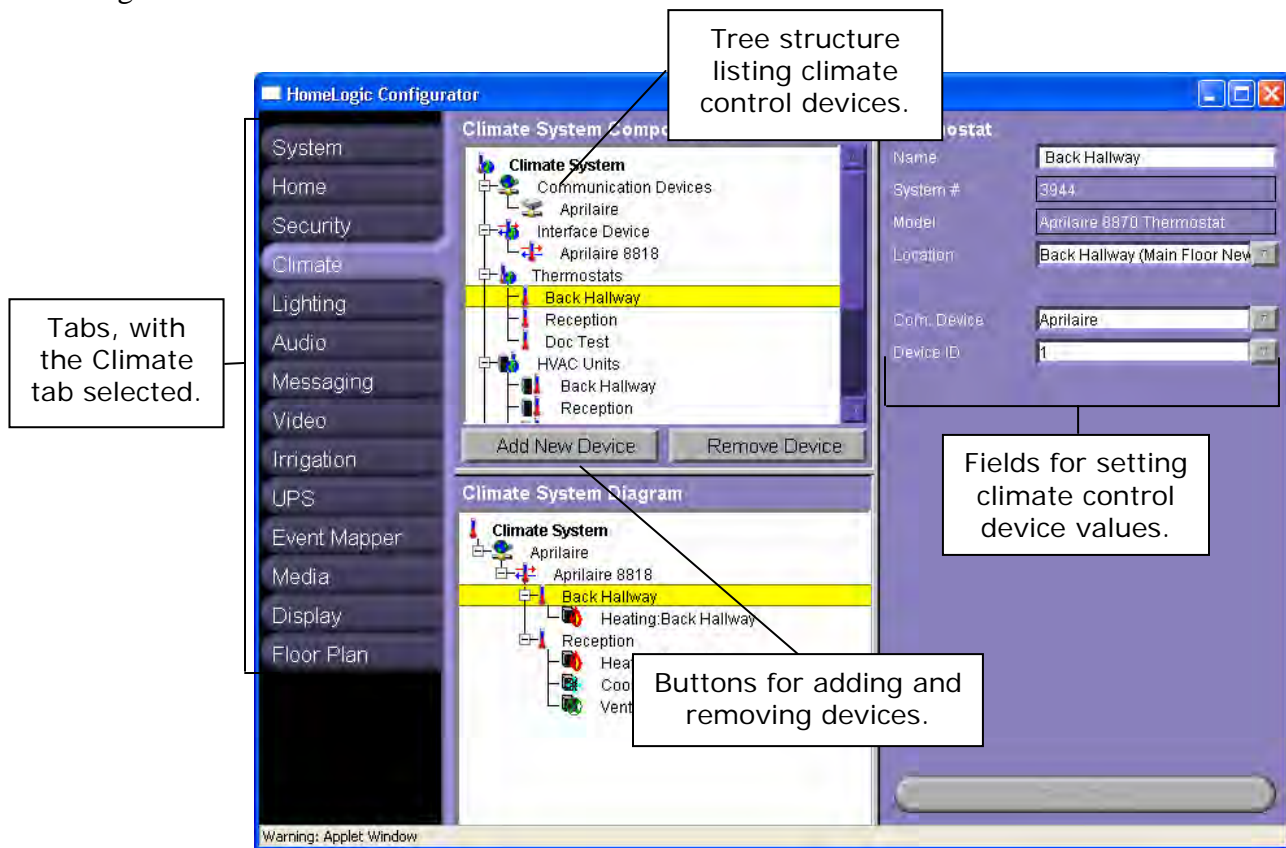 Tree structure
listing climate
control devices.
HomeLogic Configurator
System
Home
Security
Climate
Lighting
Audio
Messaging
Video
Irrigation
UPS
Event Mapper
Media
Display
Floor Plan
Tabs, with
the Climate
tab selected.
Climate System
Climate System
Communication Devices
Aprilaire
Interface Device
Aprilaire 8818
Thermostats
Back Hallway
Reception
Doc Test
HVAC Units
Back Hallway
Reception
Add New Device
Remove Device
Climate System Diagram
Climate System
Aprilaire
Aprilaire 8818
Back Hallway
Heating:Back Hallway
Reception
Buttons for adding and
removing devices.
Name Back Hallway
System # 3944
Model Aprilaire 8870 Thermostat
Location Back Hallway (Main Floor New
Com. Device Aprilaire
Device ID 1
Fields for setting
climate control
device values.
Warning: Applet Window